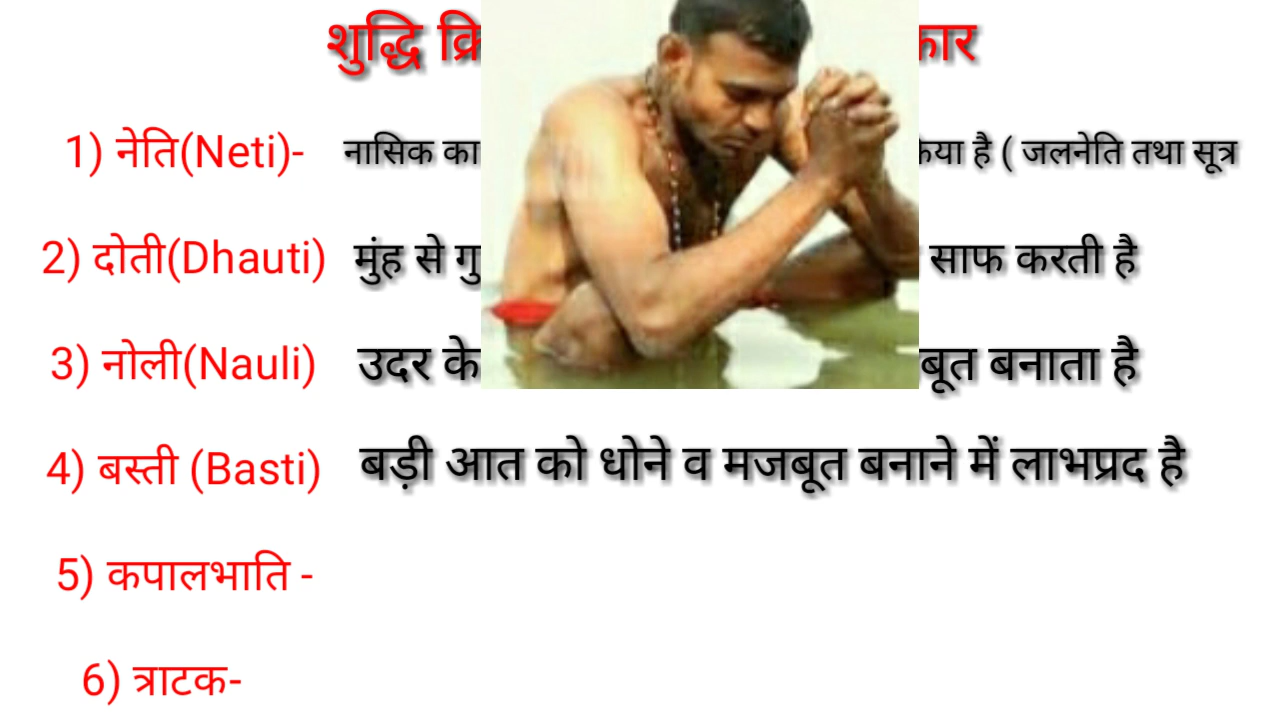 शुद्धि कार
1) नेति(Neti)- नासिक का है ( जलनेति तथा सूत्र
2) दोती(Dhauti) मुंह से साफ करती है
3) नोली(Nauli) उदर के बनाता है
4) बस्ती (Basti) बड़ी आत को धोने व मजबूत बनाने में लाभप्रद है
5) कपालभाति -
6) त्राटक-